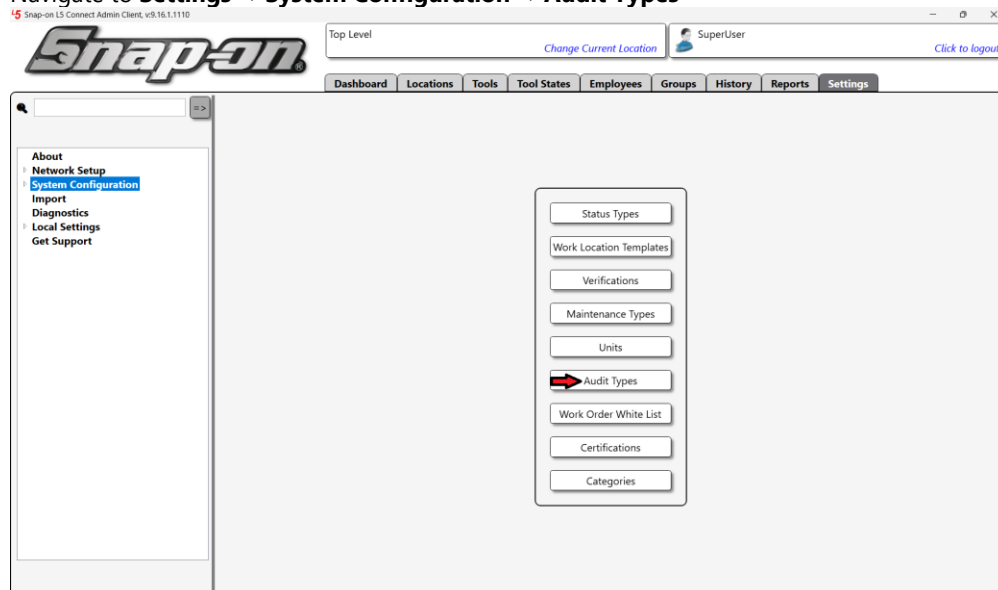 Navigate to Settings → System Configuration → Audit Types
L5 Snap-on L5 Connect Admin Client, v:9.16.1.1110
Snap-on®
Top Level
Change Current Location
SuperUser
Click to logout
Dashboard Locations Tools Tool States Employees Groups History Reports Settings
=>
About
Network Setup
System Configuration
Import
Diagnostics
Local Settings
Get Support
Status Types
Work Location Templates
Verifications
Maintenance Types
Units
Audit Types
Work Order White List
Certifications
Categories